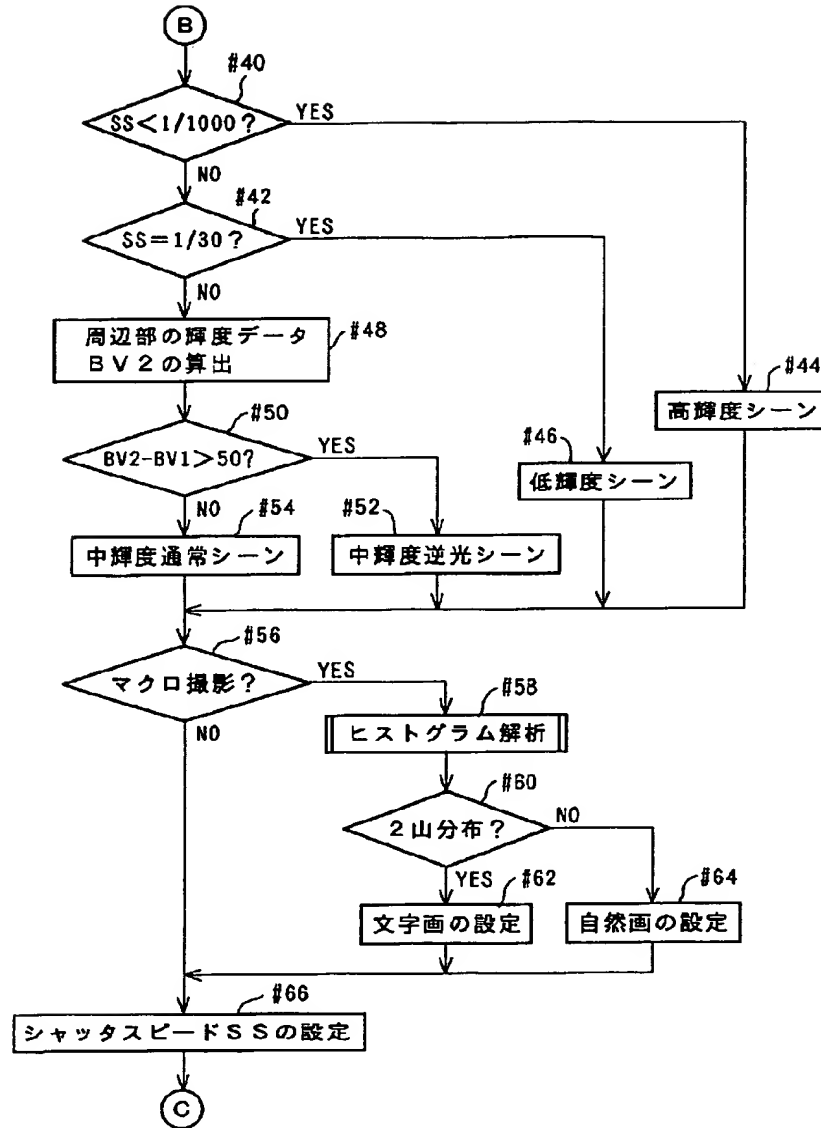 B
#40
SS<1/1000?
YES
NO
#42
SS=1/30?
YES
NO
周辺部の輝度データ
BV2の算出
#48
#44
高輝度シーン
#50
BV2-BV1>50?
YES
#46
低輝度シーン
NO
#54
#52
中輝度通常シーン
中輝度逆光シーン
#56
マクロ撮影?
YES
NO
#58
ヒストグラム解析
#60
2山分布?
NO
YES
#62
#64
文字画の設定
自然画の設定
#66
シャッタスピードSSの設定
C